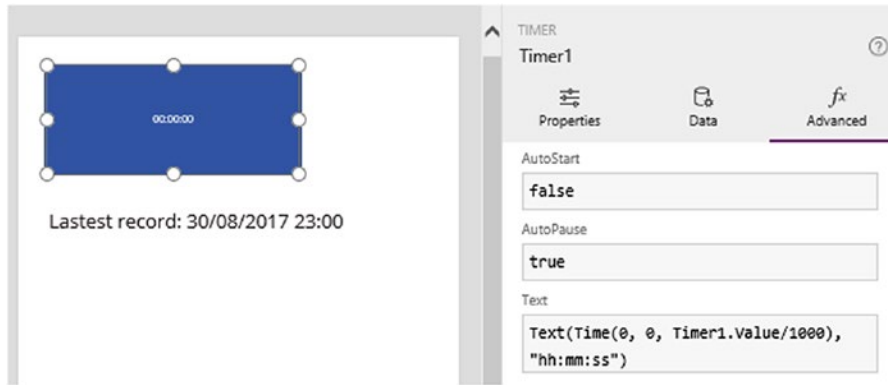 00:00:00
Lastest record: 30/08/2017 23:00
TIMER
Timer1
?
Properties
Data
fx
Advanced
AutoStart
false
AutoPause
true
Text
Text(Time(0, 0, Timer1.Value/1000),
"hh:mm:ss")